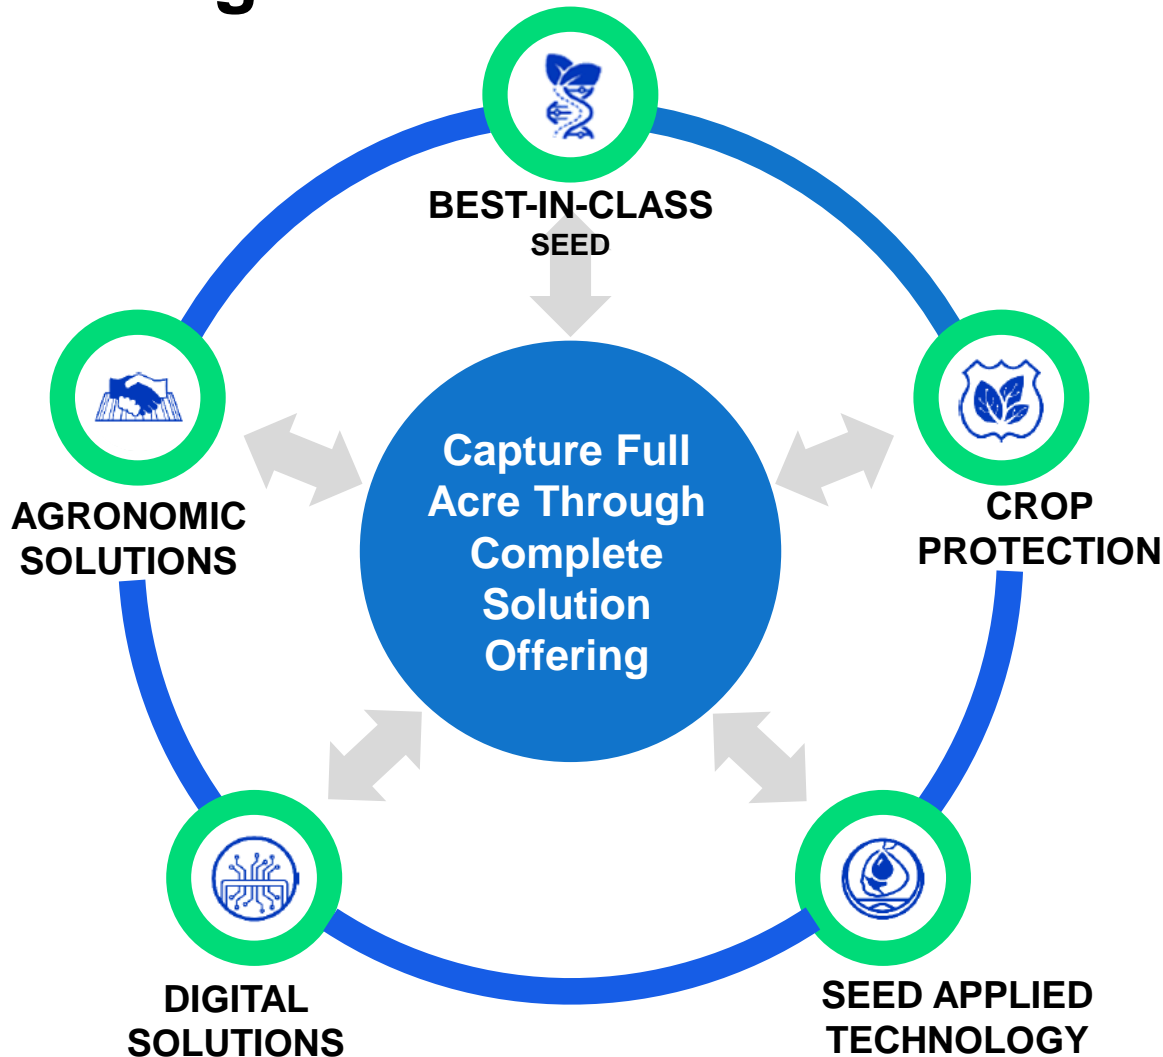 BEST-IN-CLASS
SEED
CROP
PROTECTION
SEED APPLIED
TECHNOLOGY
DIGITAL
SOLUTIONS
AGRONOMIC
SOLUTIONS
Capture Full
Acre Through
Complete
Solution
Offering